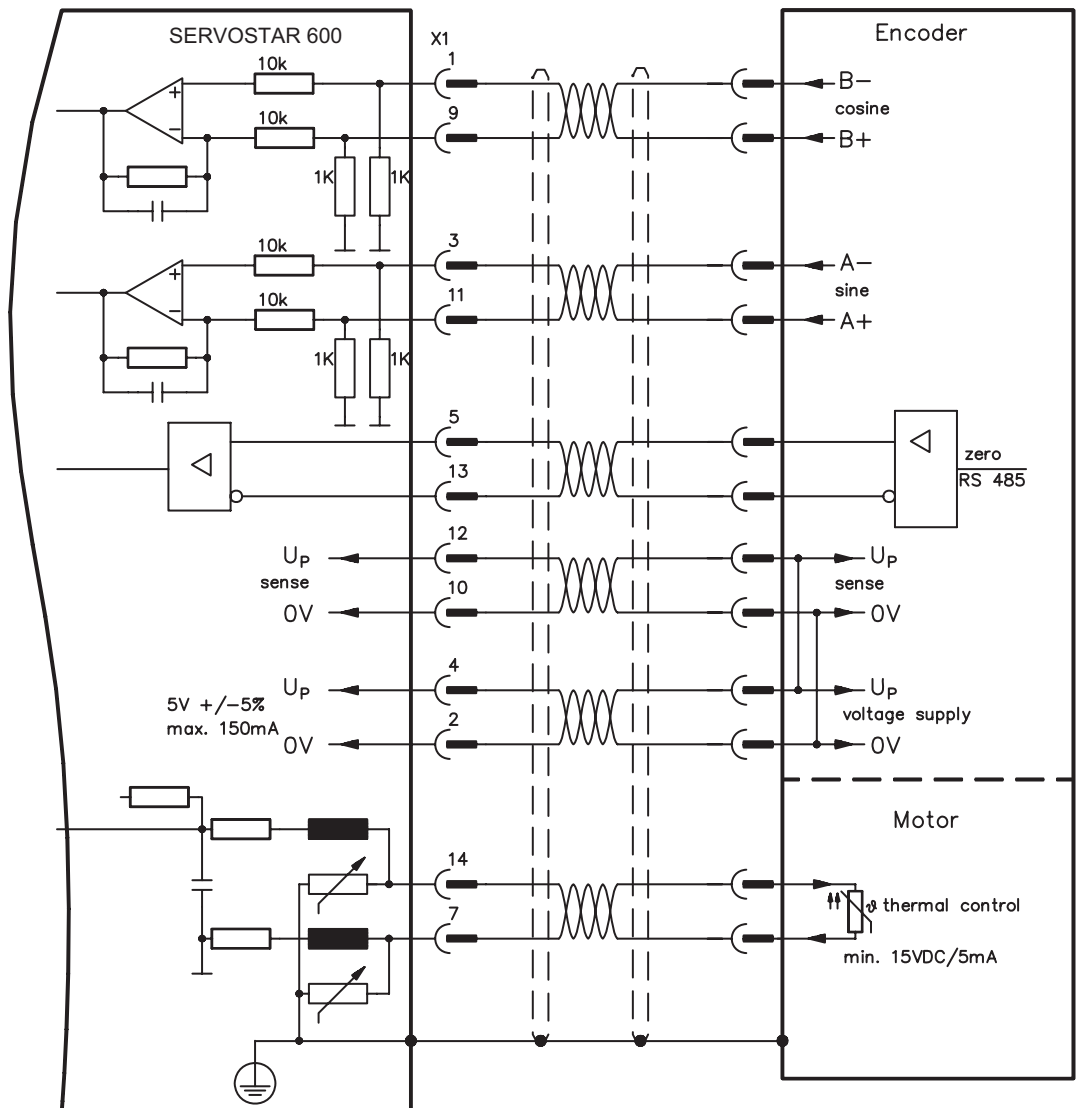 SERVOSTAR 600
X1
Encoder
10k
1
B−
cosine
10k
9
B+
1K
1K
10k
3
A−
sine
10k
11
A+
1K
1K
5
13
zero
RS 485
12
UP
UP
sense
sense
10
0V
0V
4
UP
UP
5V +/−5%
max. 150mA
voltage supply
2
0V
0V
Motor
14
ϑ thermal control
7
min. 15VDC/5mA